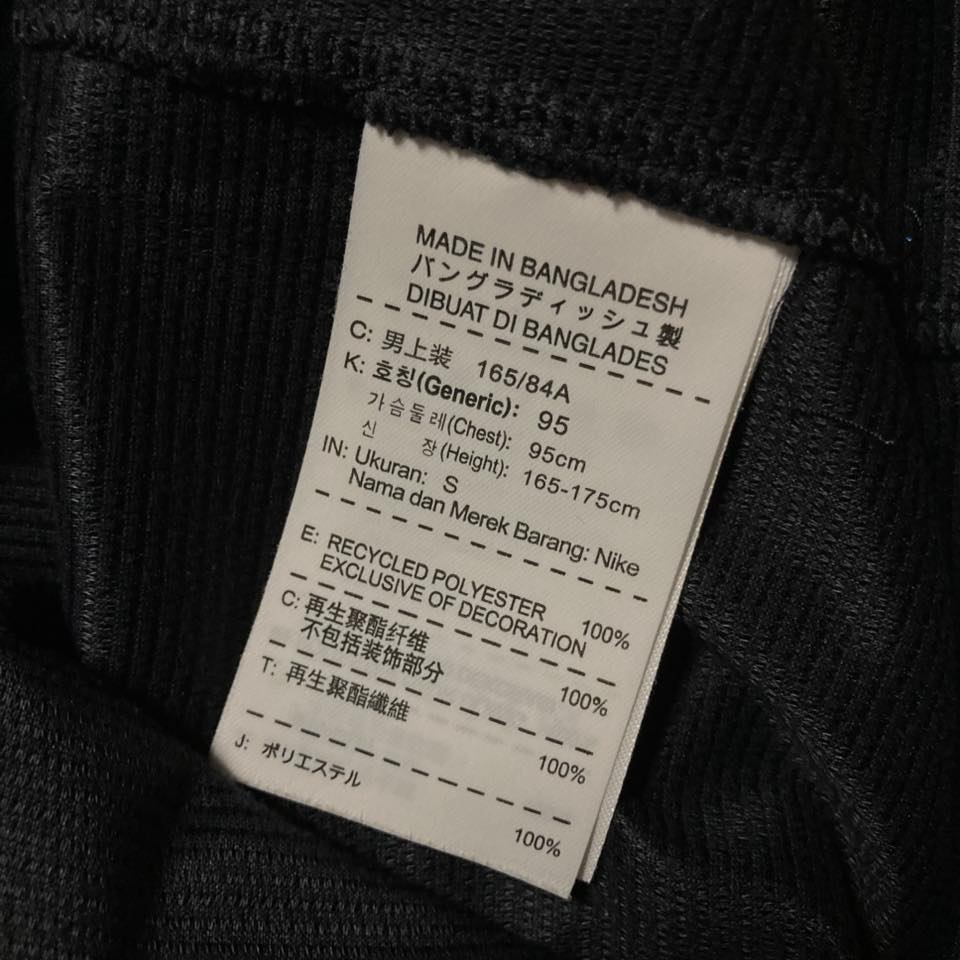 MADE IN BANGLADESH
バングラディッシュ製
DIBUAT DI BANGLADES
C: 男上装 165/84A
K: 호칭(Generic): 95
가슴둘레(Chest): 95cm
신 장(Height): 165-175cm
IN: Ukuran: S
Nama dan Merek Barang: Nike
E: RECYCLED POLYESTER 100%
EXCLUSIVE OF DECORATION
C: 再生聚酯纤维 100%
不包括装饰部分
T: 再生聚酯纖維 100%
J: ポリエステル 100%